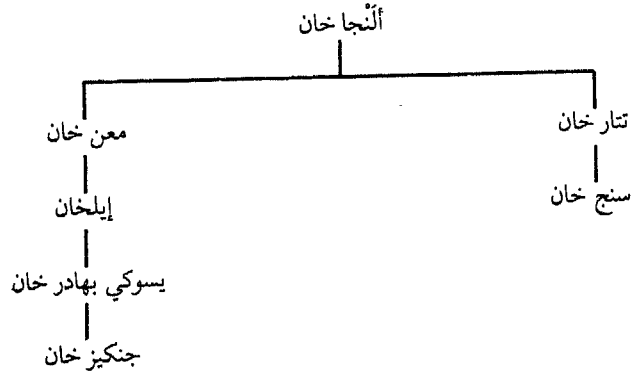 ألَنْجا خان
تتار خان
معن خان
سنج خان
إيلخان
يسوكي بهادر خان
جنكيز خان